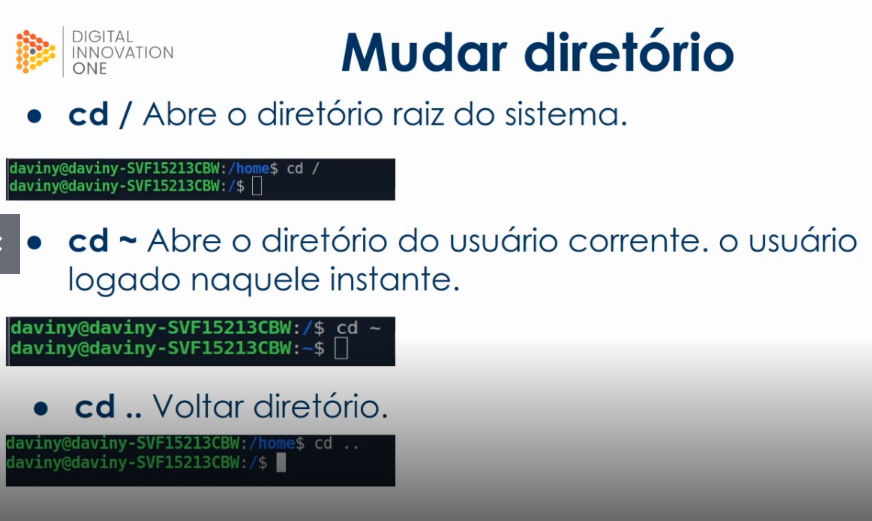 DIGITAL
INNOVATION
ONE
Mudar diretório
● cd / Abre o diretório raiz do sistema.
daviny@daviny-SVF15213CBW:/home$ cd /
daviny@daviny-SVF15213CBW:/$
● cd ~ Abre o diretório do usuário corrente. o usuário
logado naquele instante.
daviny@daviny-SVF15213CBW:/$ cd ~
daviny@daviny-SVF15213CBW:~$
● cd .. Voltar diretório.
daviny@daviny-SVF15213CBW:/home$ cd ..
daviny@daviny-SVF15213CBW:/$